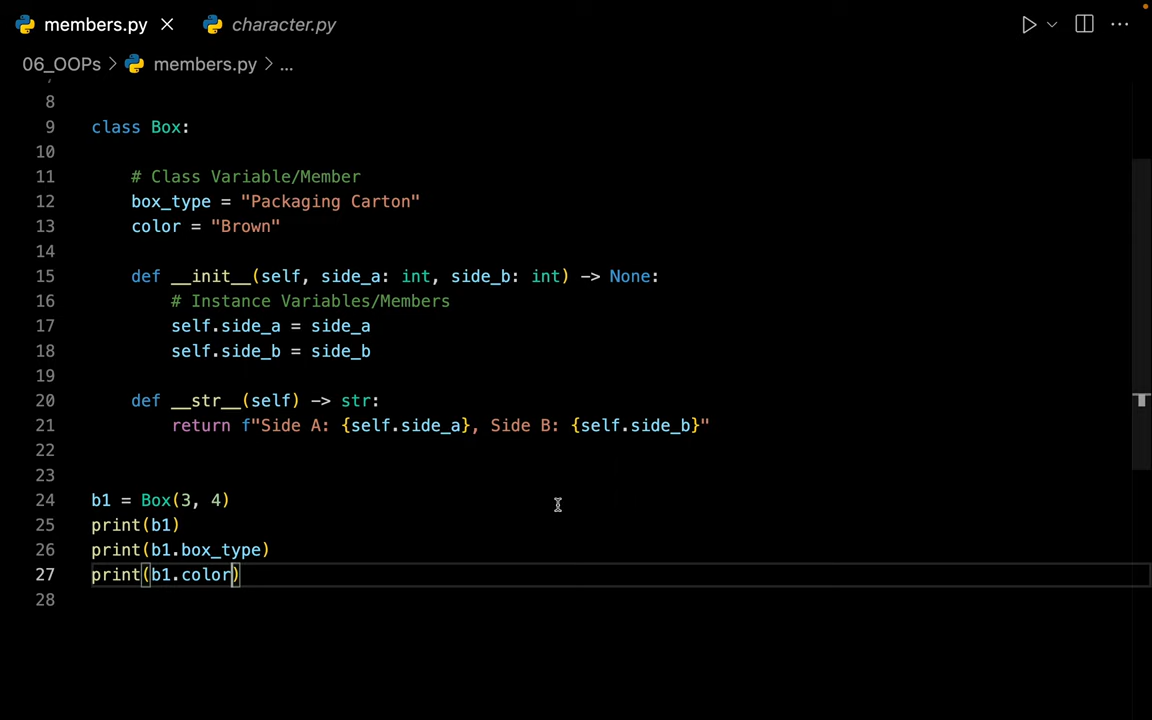 members.py
character.py
06_OOPs > members.py > ...
8
9 class Box:
10
11 # Class Variable/Member
12 box_type = "Packaging Carton"
13 color = "Brown"
14
15 def __init__(self, side_a: int, side_b: int) -> None:
16 # Instance Variables/Members
17 self.side_a = side_a
18 self.side_b = side_b
19
20 def __str__(self) -> str:
21 return f"Side A: {self.side_a}, Side B: {self.side_b}"
22
23
24 b1 = Box(3, 4)
25 print(b1)
26 print(b1.box_type)
27 print(b1.color)
28